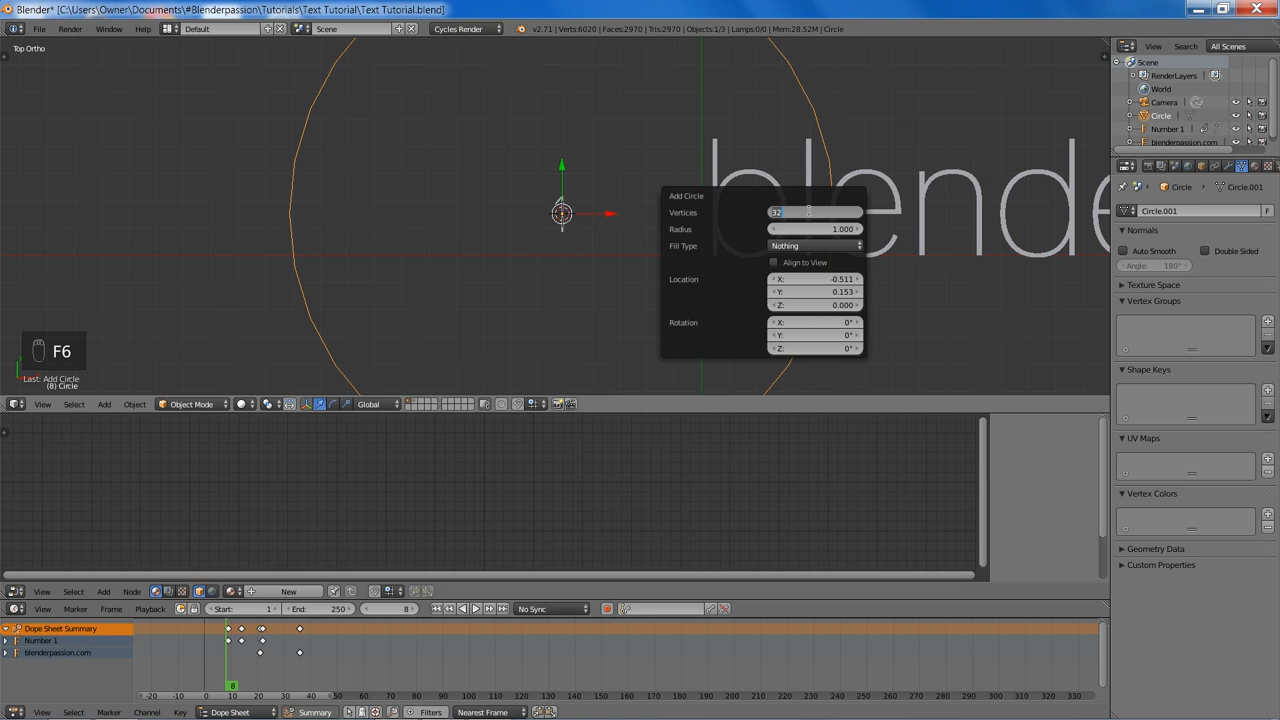 Blender* [C:\Users\Owner\Documents\#Blenderpassion\Tutorials\Text Tutorial\Text Tutorial.blend]
File Render Window Help Default Scene Cycles Render v2.71 | Verts:6020 | Faces:2970 | Tris:2970 | Objects:1/3 | Lamps:0/0 | Mem:28.52M | Circle
View Search All Scenes
Top Ortho
Scene
RenderLayers
World
Camera
Circle
Number 1
blenderpassion.com
blende
Add Circle
Vertices 32
Radius 1.000
Fill Type Nothing
Align to View
Location X: -0.511
Y: 0.153
Z: 0.000
Rotation X: 0°
Y: 0°
Z: 0°
F6
Last: Add Circle
(8) Circle
Circle Circle.001
Circle.001 F
Normals
Auto Smooth Double Sided
Angle: 180°
Texture Space
Vertex Groups
Shape Keys
UV Maps
Vertex Colors
Geometry Data
Custom Properties
View Select Add Object Object Mode Global
View Select Add Node New
View Marker Frame Playback Start: 1 End: 250 8 No Sync
Dope Sheet Summary
Number 1
blenderpassion.com
8
-20 -10 0 10 20 30 40 50 60 70 80 90 100 110 120 130 140 150 160 170 180 190 200 210 220 230 240 250 260 270 280 290 300 310 320 330
View Select Marker Channel Key Dope Sheet Summary Filters Nearest Frame